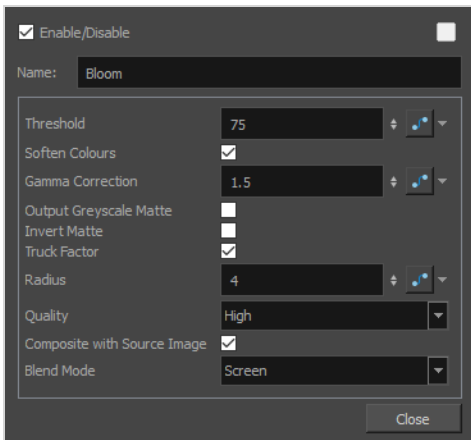 Enable/Disable
Name: Bloom
Threshold 75
Soften Colours
Gamma Correction 1.5
Output Greyscale Matte
Invert Matte
Truck Factor
Radius 4
Quality High
Composite with Source Image
Blend Mode Screen
Close